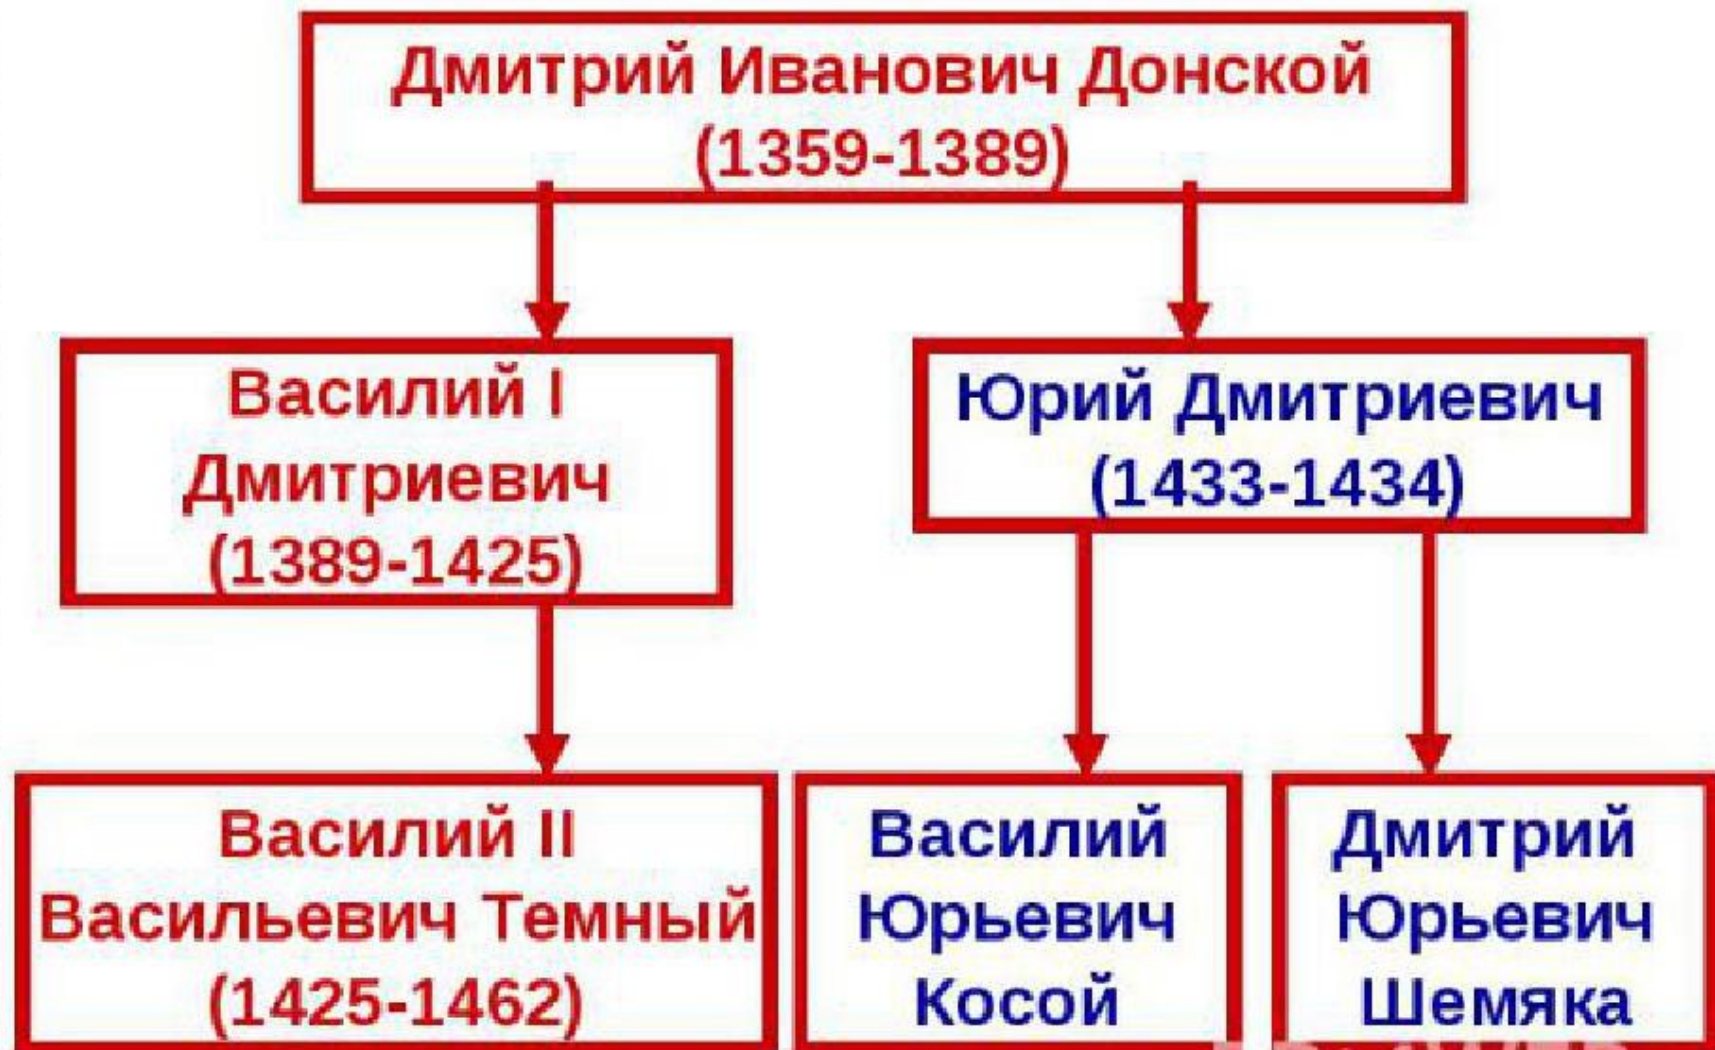 Дмитрий Иванович Донской
(1359-1389)
Василий I
Дмитриевич
(1389-1425)
Юрий Дмитриевич
(1433-1434)
Василий II
Васильевич Темный
(1425-1462)
Василий
Юрьевич
Косой
Дмитрий
Юрьевич
Шемяка